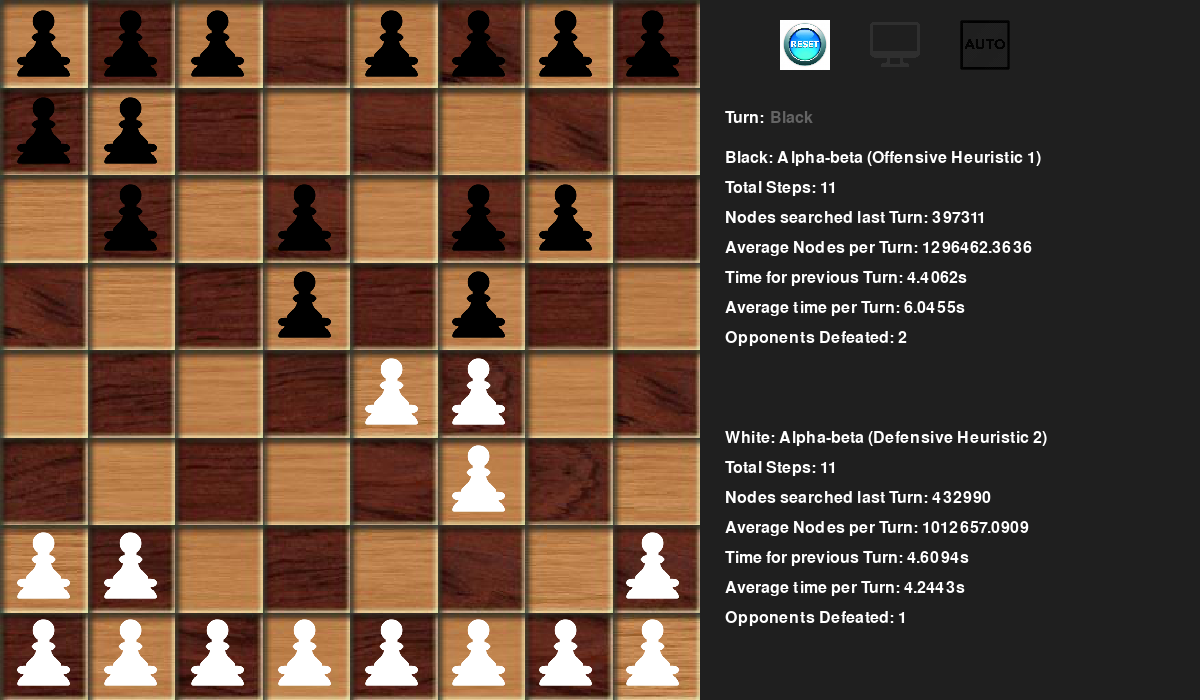 RESET
AUTO
Turn: Black
Black: Alpha-beta (Offensive Heuristic 1)
Total Steps: 11
Nodes searched last Turn: 397311
Average Nodes per Turn: 1296462.3636
Time for previous Turn: 4.4062s
Average time per Turn: 6.0455s
Opponents Defeated: 2
White: Alpha-beta (Defensive Heuristic 2)
Total Steps: 11
Nodes searched last Turn: 432990
Average Nodes per Turn: 1012657.0909
Time for previous Turn: 4.6094s
Average time per Turn: 4.2443s
Opponents Defeated: 1